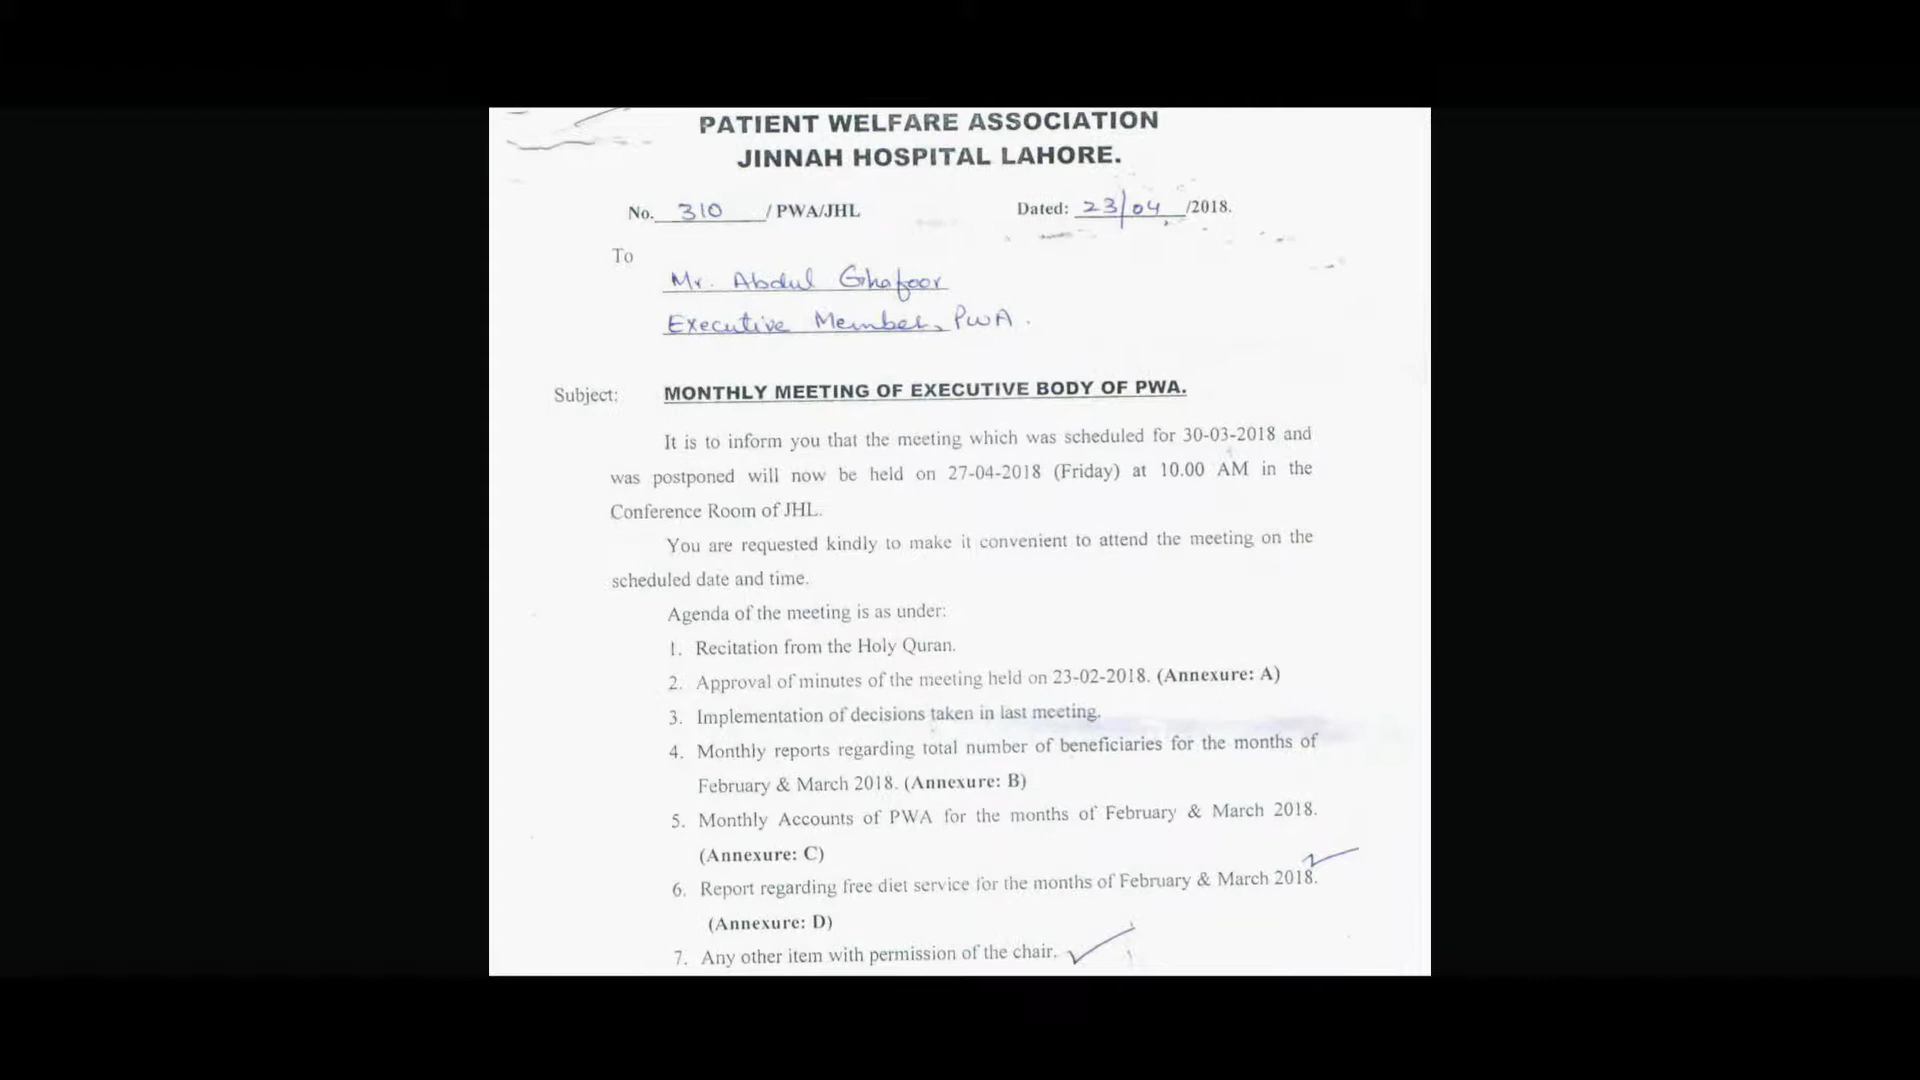 PATIENT WELFARE ASSOCIATION
JINNAH HOSPITAL LAHORE.
No. 310 / PWA/JHL Dated: 23/04 /2018.
To
Mr. Abdul Ghafoor
Executive Member, PWA.
Subject: MONTHLY MEETING OF EXECUTIVE BODY OF PWA.
It is to inform you that the meeting which was scheduled for 30-03-2018 and
was postponed will now be held on 27-04-2018 (Friday) at 10.00 AM in the
Conference Room of JHL.
You are requested kindly to make it convenient to attend the meeting on the
scheduled date and time.
Agenda of the meeting is as under:
1. Recitation from the Holy Quran.
2. Approval of minutes of the meeting held on 23-02-2018. (Annexure: A)
3. Implementation of decisions taken in last meeting.
4. Monthly reports regarding total number of beneficiaries for the months of
February & March 2018. (Annexure: B)
5. Monthly Accounts of PWA for the months of February & March 2018.
(Annexure: C)
6. Report regarding free diet service for the months of February & March 2018.
(Annexure: D)
7. Any other item with permission of the chair.